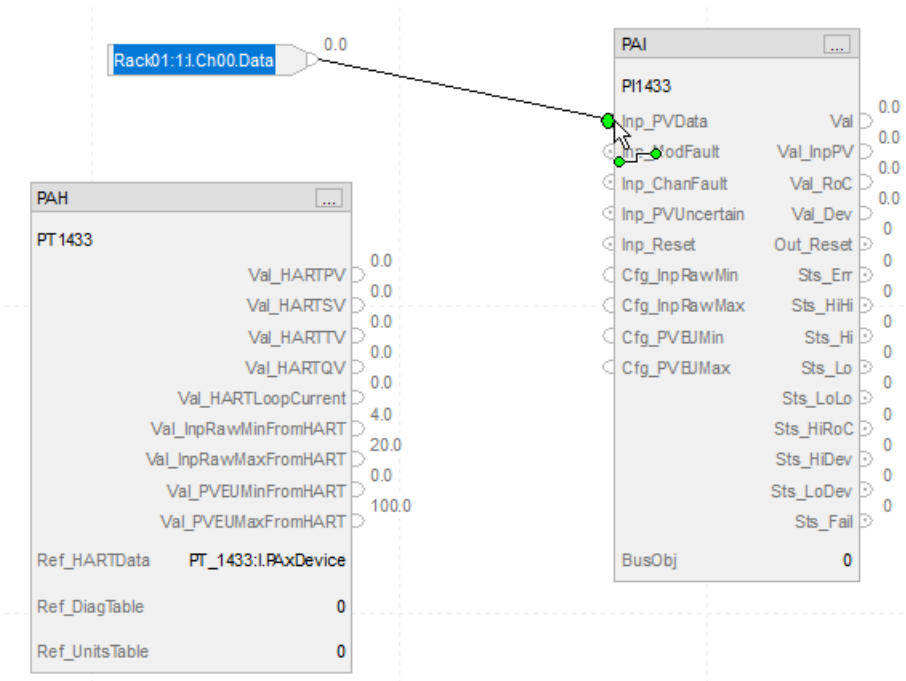 Rack01:1:I.Ch00.Data
0.0
PAI
...
PI1433
Inp_PVData
Val
0.0
Inp_ModFault
Val_InpPV
0.0
Inp_ChanFault
Val_RoC
0.0
Inp_PVUncertain
Val_Dev
0.0
Inp_Reset
Out_Reset
0
Cfg_InpRawMin
Sts_Err
0
Cfg_InpRawMax
Sts_HiHi
0
Cfg_PVEUMin
Sts_Hi
0
Cfg_PVEUMax
Sts_Lo
0
Sts_LoLo
0
Sts_HiRoC
0
Sts_HiDev
0
Sts_LoDev
0
Sts_Fail
0
BusObj
0
PAH
...
PT1433
Val_HARTPV
0.0
Val_HARTSV
0.0
Val_HARTTV
0.0
Val_HARTQV
0.0
Val_HARTLoopCurrent
0.0
Val_InpRawMinFromHART
4.0
Val_InpRawMaxFromHART
20.0
Val_PVEUMinFromHART
0.0
Val_PVEUMaxFromHART
100.0
Ref_HARTData
PT_1433:I.PAxDevice
Ref_DiagTable
0
Ref_UnitsTable
0